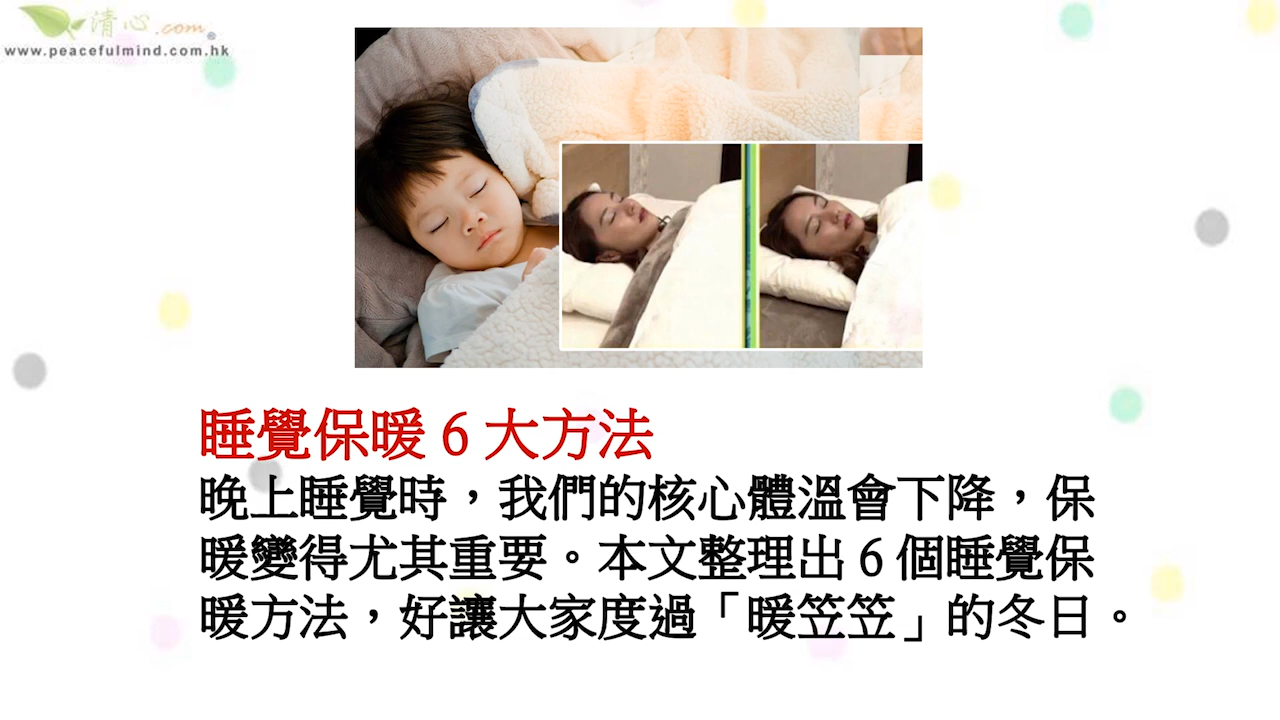 清心.com
www.peacefulmind.com.hk
睡覺保暖 6 大方法
晚上睡覺時，我們的核心體溫會下降，保
暖變得尤其重要。本文整理出 6 個睡覺保
暖方法，好讓大家度過「暖笠笠」的冬日。